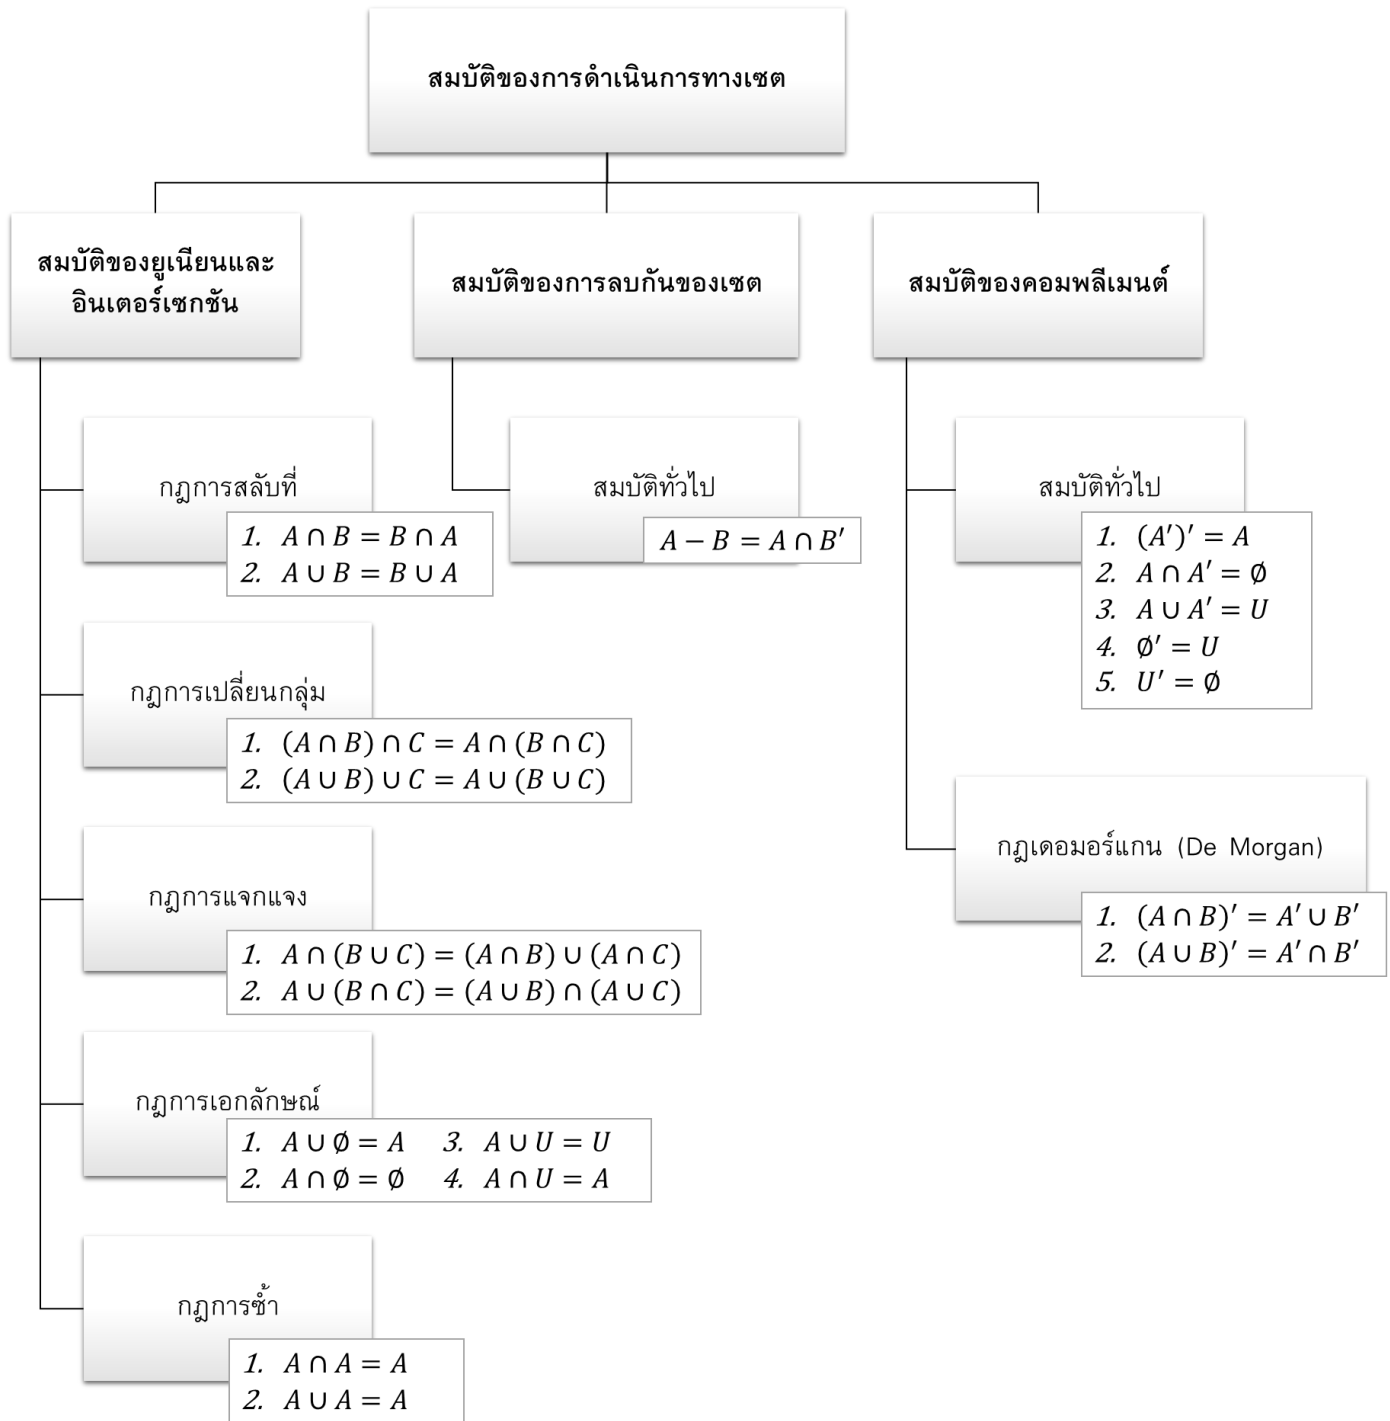 สมบัติของการดำเนินการทางเซต
สมบัติของยูเนียนและ
อินเตอร์เซกชัน
กฎการสลับที่
1. A ∩ B = B ∩ A
2. A ∪ B = B ∪ A
กฎการเปลี่ยนกลุ่ม
1. (A ∩ B) ∩ C = A ∩ (B ∩ C)
2. (A ∪ B) ∪ C = A ∪ (B ∪ C)
กฎการแจกแจง
1. A ∩ (B ∪ C) = (A ∩ B) ∪ (A ∩ C)
2. A ∪ (B ∩ C) = (A ∪ B) ∩ (A ∪ C)
กฎการเอกลักษณ์
1. A ∪ ∅ = A 3. A ∪ U = U
2. A ∩ ∅ = ∅ 4. A ∩ U = A
กฎการซ้ำ
1. A ∩ A = A
2. A ∪ A = A
สมบัติของการลบกันของเซต
สมบัติทั่วไป
A − B = A ∩ B′
สมบัติของคอมพลีเมนต์
สมบัติทั่วไป
1. (A′)′ = A
2. A ∩ A′ = ∅
3. A ∪ A′ = U
4. ∅′ = U
5. U′ = ∅
กฎเดอมอร์แกน (De Morgan)
1. (A ∩ B)′ = A′ ∪ B′
2. (A ∪ B)′ = A′ ∩ B′